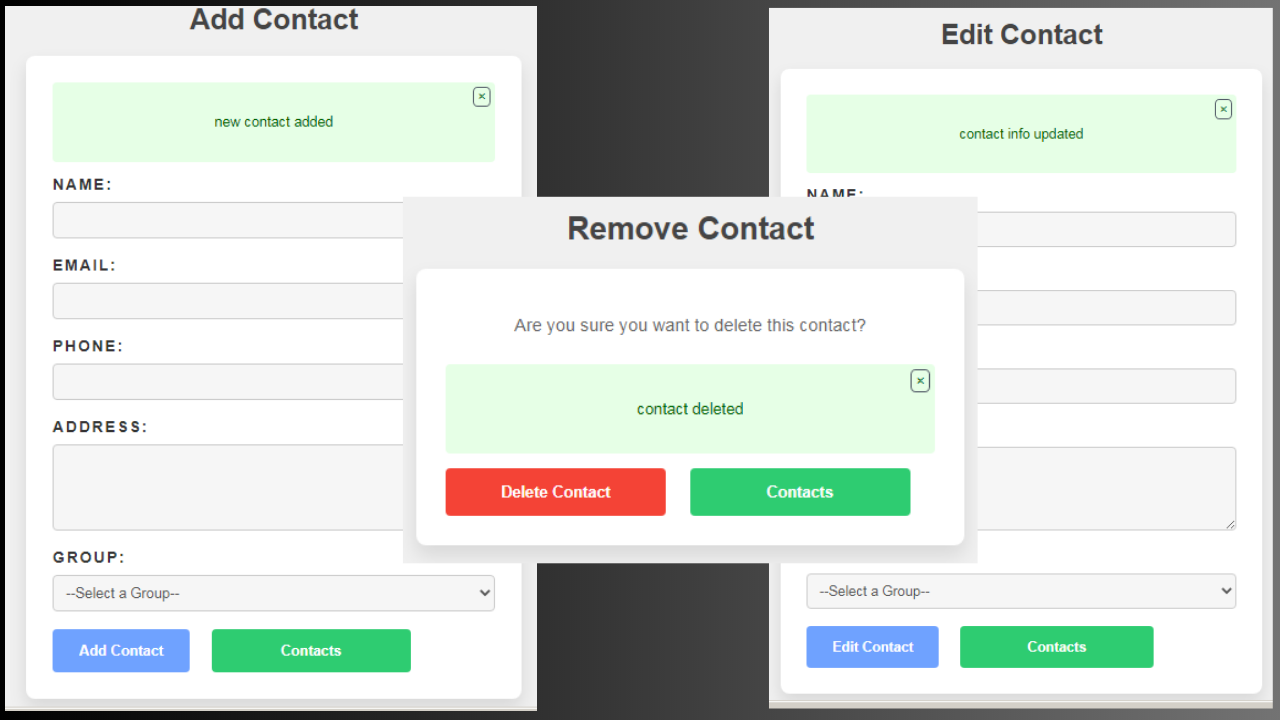 Add Contact
new contact added
×
NAME:
EMAIL:
PHONE:
ADDRESS:
GROUP:
--Select a Group--
Add Contact
Contacts
Remove Contact
Are you sure you want to delete this contact?
contact deleted
×
Delete Contact
Contacts
Edit Contact
contact info updated
×
NAME:
--Select a Group--
Edit Contact
Contacts